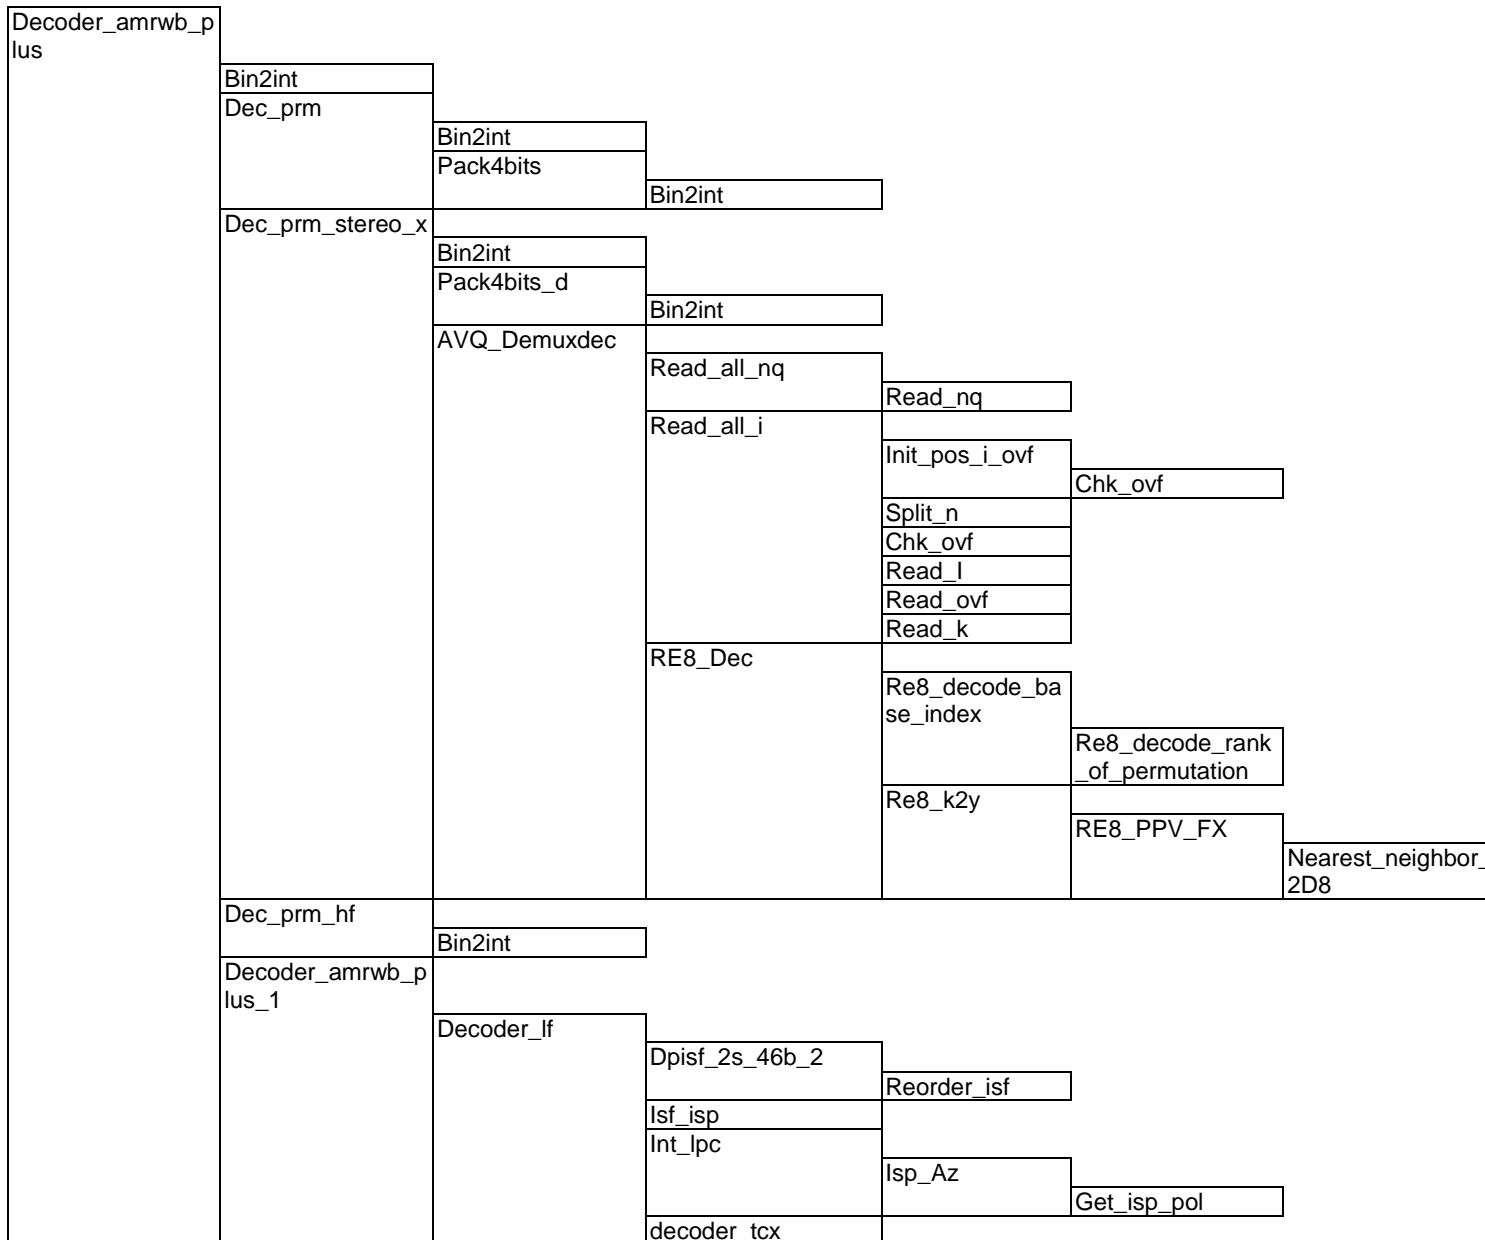 Decoder_amrwb_p
lus
Bin2int
Dec_prm
Bin2int
Pack4bits
Bin2int
Dec_prm_stereo_x
Bin2int
Pack4bits_d
Bin2int
AVQ_Demuxdec
Read_all_nq
Read_nq
Read_all_i
Init_pos_i_ovf
Chk_ovf
Split_n
Chk_ovf
Read_I
Read_ovf
Read_k
RE8_Dec
Re8_decode_ba
se_index
Re8_decode_rank
_of_permutation
Re8_k2y
RE8_PPV_FX
Nearest_neighbor_
2D8
Dec_prm_hf
Bin2int
Decoder_amrwb_p
lus_1
Decoder_lf
Dpisf_2s_46b_2
Reorder_isf
Isf_isp
Int_lpc
Isp_Az
Get_isp_pol
decoder_tcx